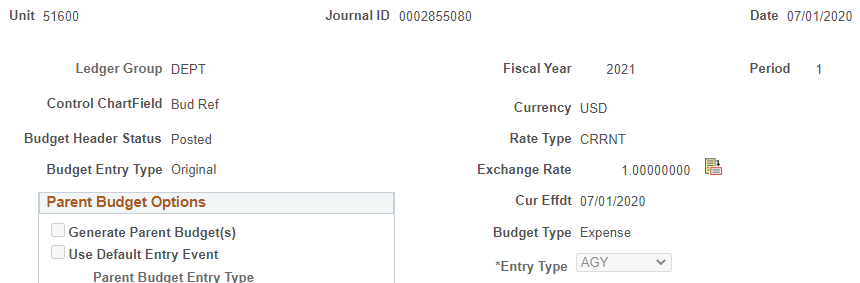 Unit 51600 Journal ID 0002855080 Date 07/01/2020
Ledger Group DEPT Fiscal Year 2021 Period 1
Control ChartField Bud Ref Currency USD
Budget Header Status Posted Rate Type CRRNT
Budget Entry Type Original Exchange Rate 1.00000000
Parent Budget Options Cur Effdt 07/01/2020
Generate Parent Budget(s) Budget Type Expense
Use Default Entry Event *Entry Type AGY
Parent Budget Entry Type